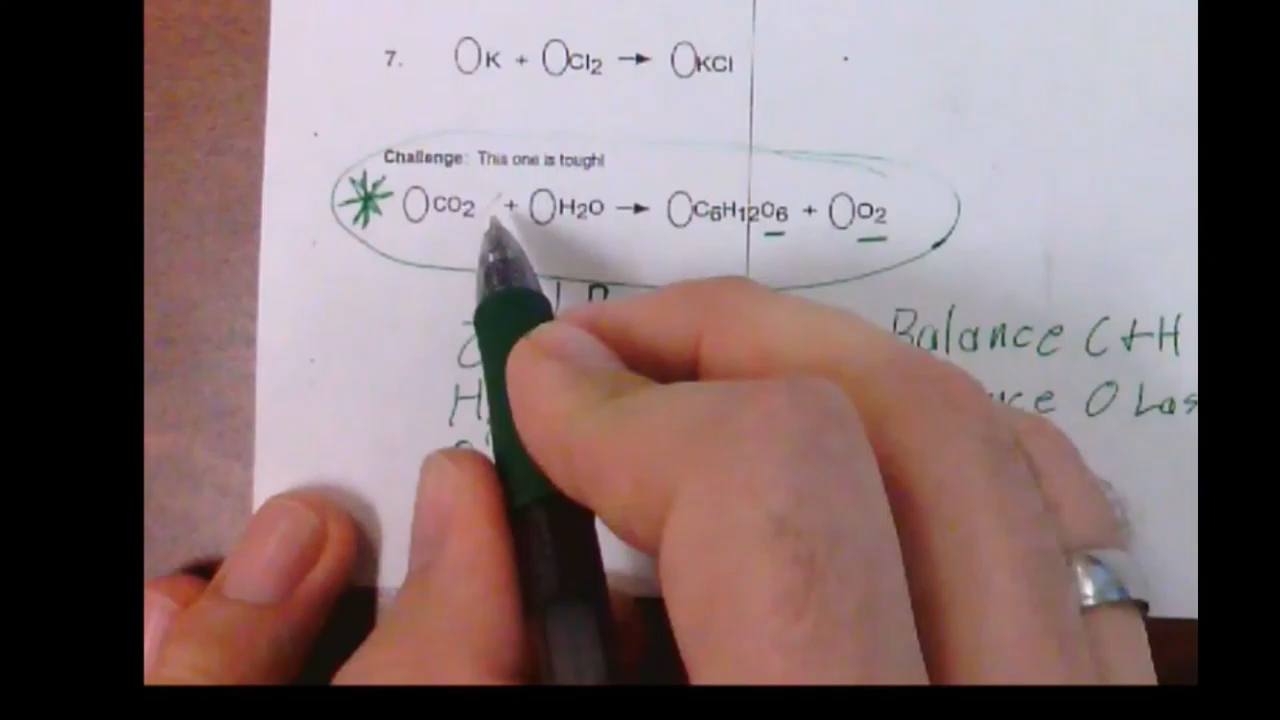 7. K + Cl2 → KCl
Challenge: This one is tough!
CO2 + H2O → C6H12O6 + O2
Balance C + H
H O Las